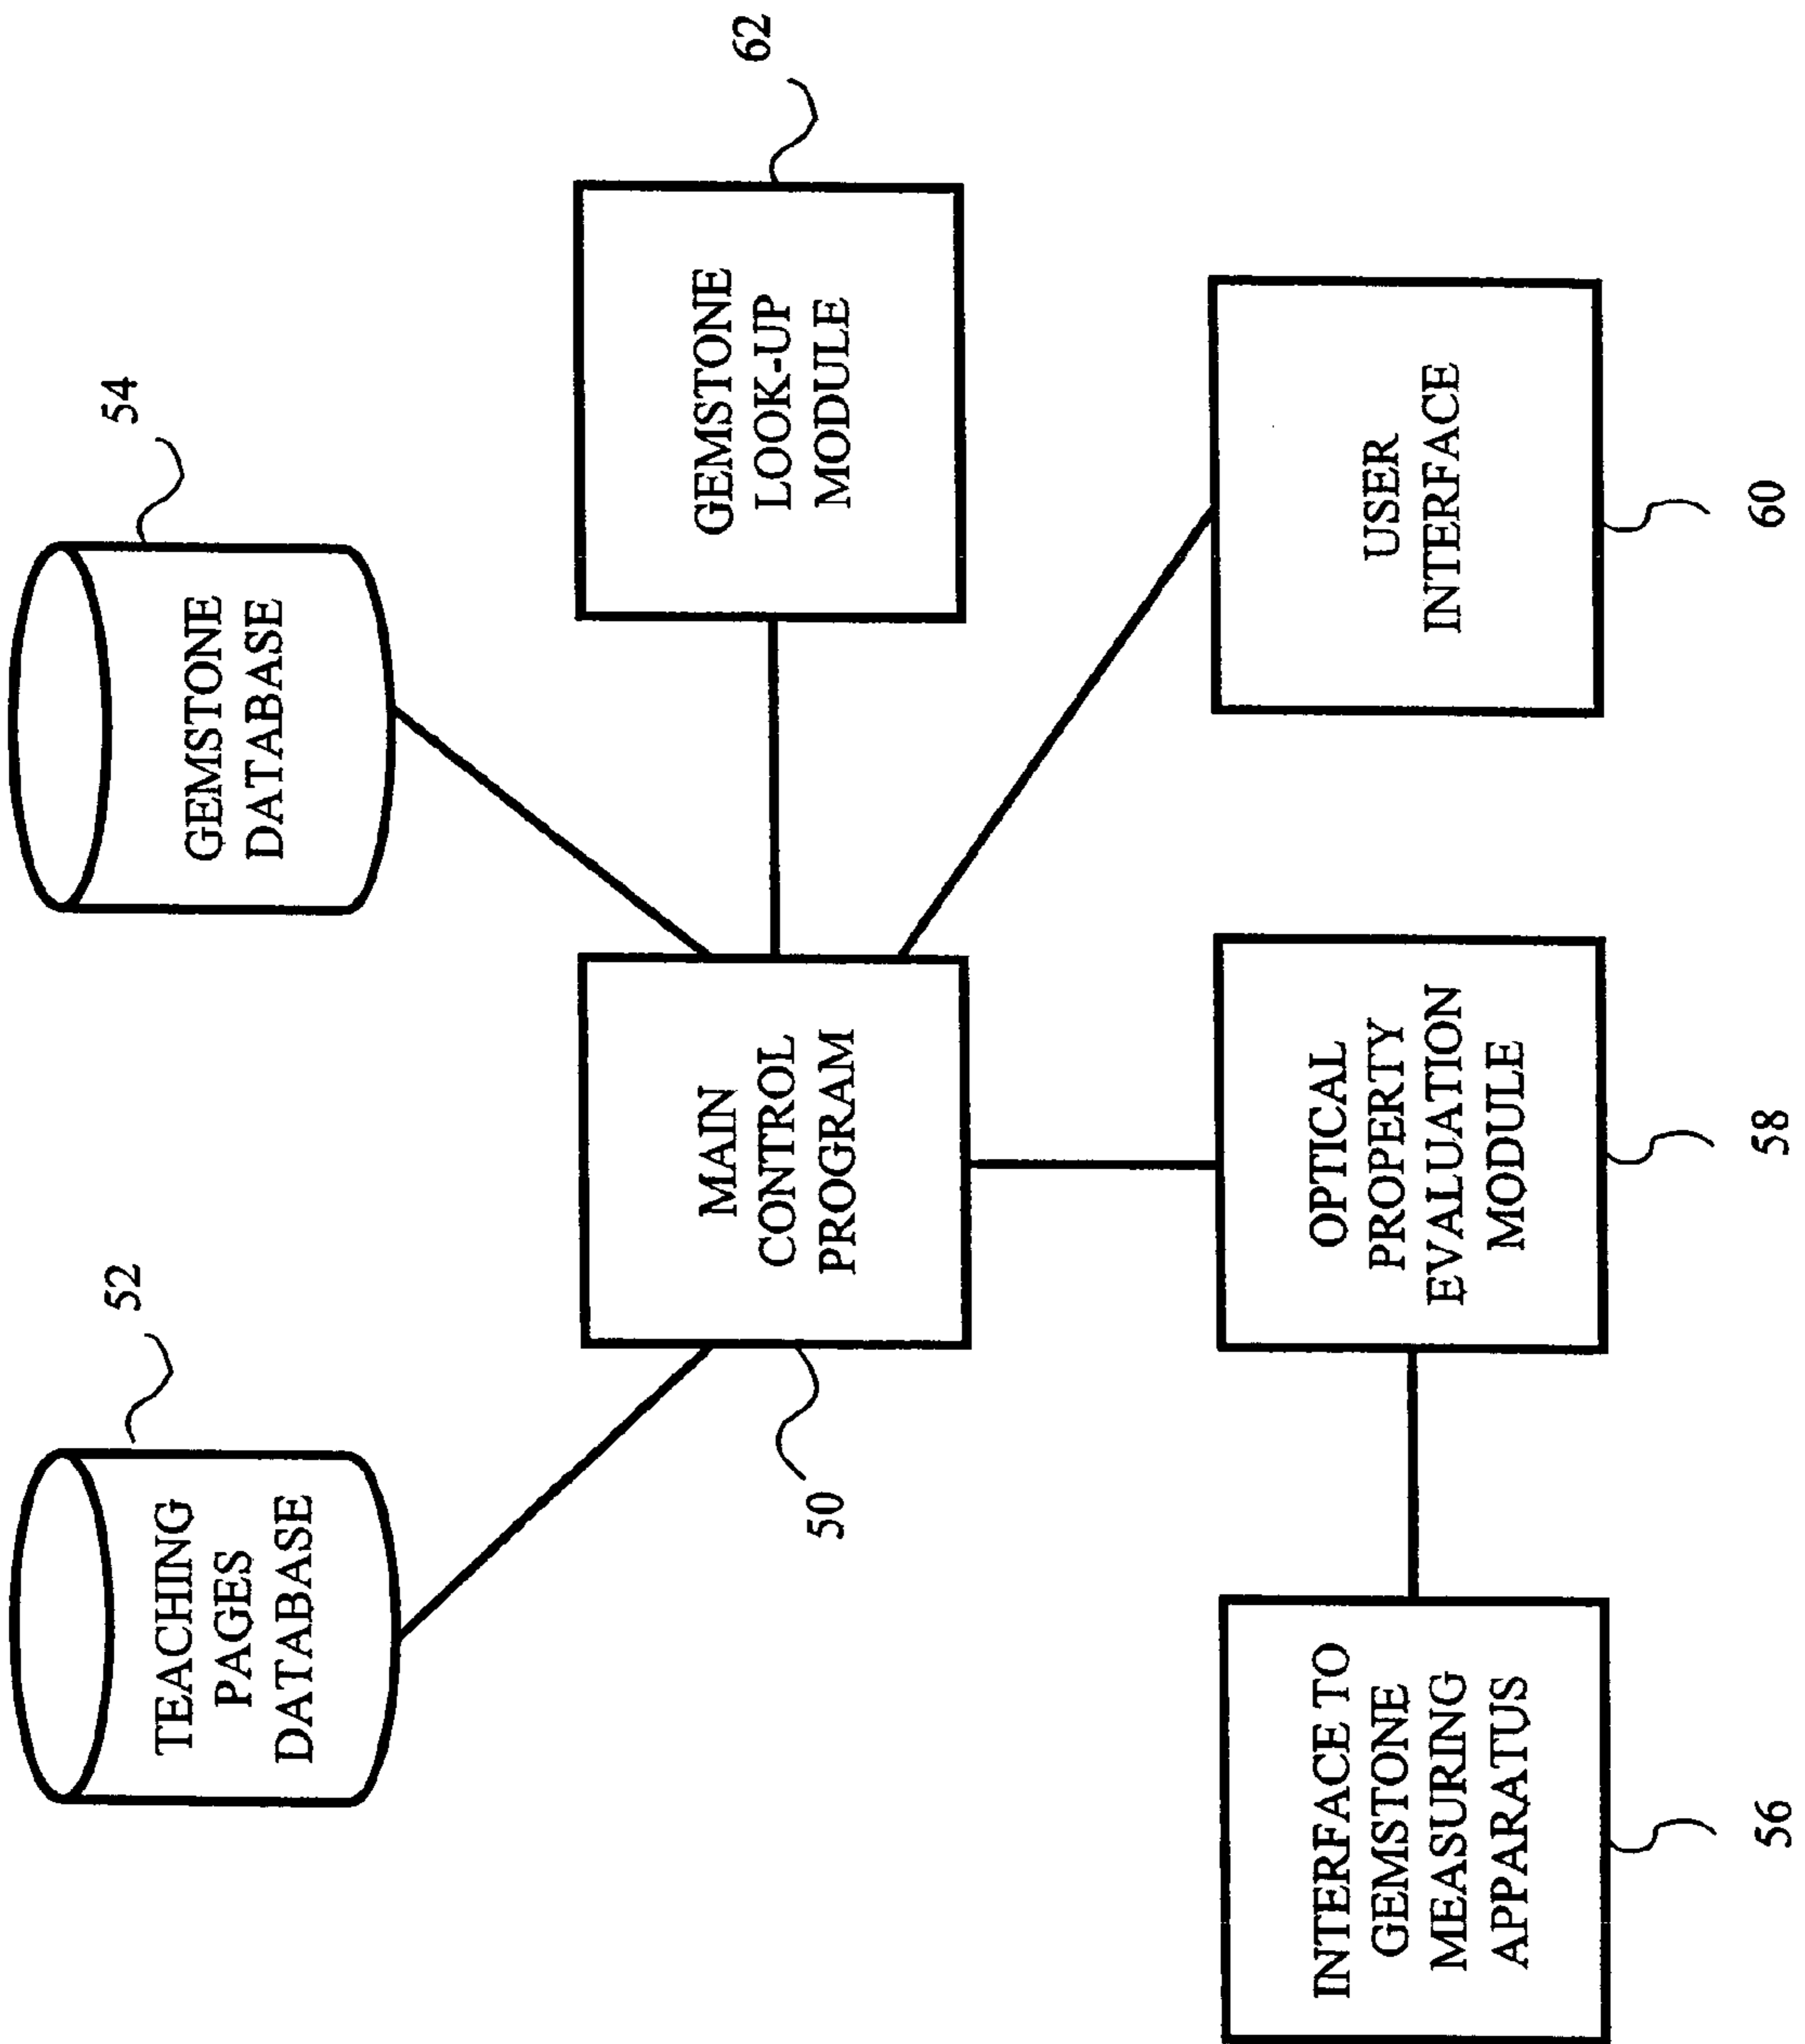 52
TEACHING
PAGES
DATABASE
54
GEMSTONE
DATABASE
50
MAIN
CONTROL
PROGRAM
62
GEMSTONE
LOOK-UP
MODULE
INTERFACE TO
GEMSTONE
MEASURING
APPARATUS
56
OPTICAL
PROPERTY
EVALUATION
MODULE
58
USER
INTERFACE
60